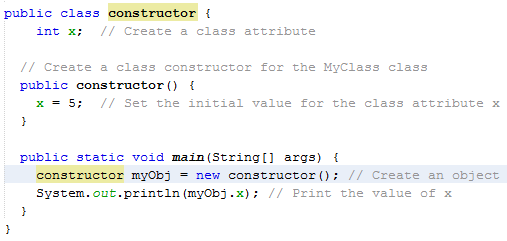 public class constructor {
    int x;  // Create a class attribute

  // Create a class constructor for the MyClass class
  public constructor() {
    x = 5;  // Set the initial value for the class attribute x
  }

  public static void main(String[] args) {
    constructor myObj = new constructor(); // Create an object
    System.out.println(myObj.x); // Print the value of x
  }
}